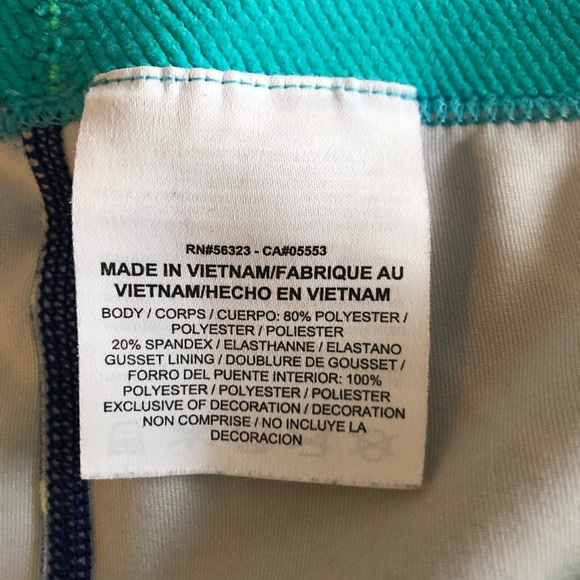 RN#56323 - CA#05553
MADE IN VIETNAM/FABRIQUE AU
VIETNAM/HECHO EN VIETNAM
BODY / CORPS / CUERPO: 80% POLYESTER /
POLYESTER / POLIESTER
20% SPANDEX / ELASTHANNE / ELASTANO
GUSSET LINING / DOUBLURE DE GOUSSET /
FORRO DEL PUENTE INTERIOR: 100%
POLYESTER / POLYESTER / POLIESTER
EXCLUSIVE OF DECORATION / DECORATION
NON COMPRISE / NO INCLUYE LA
DECORACION